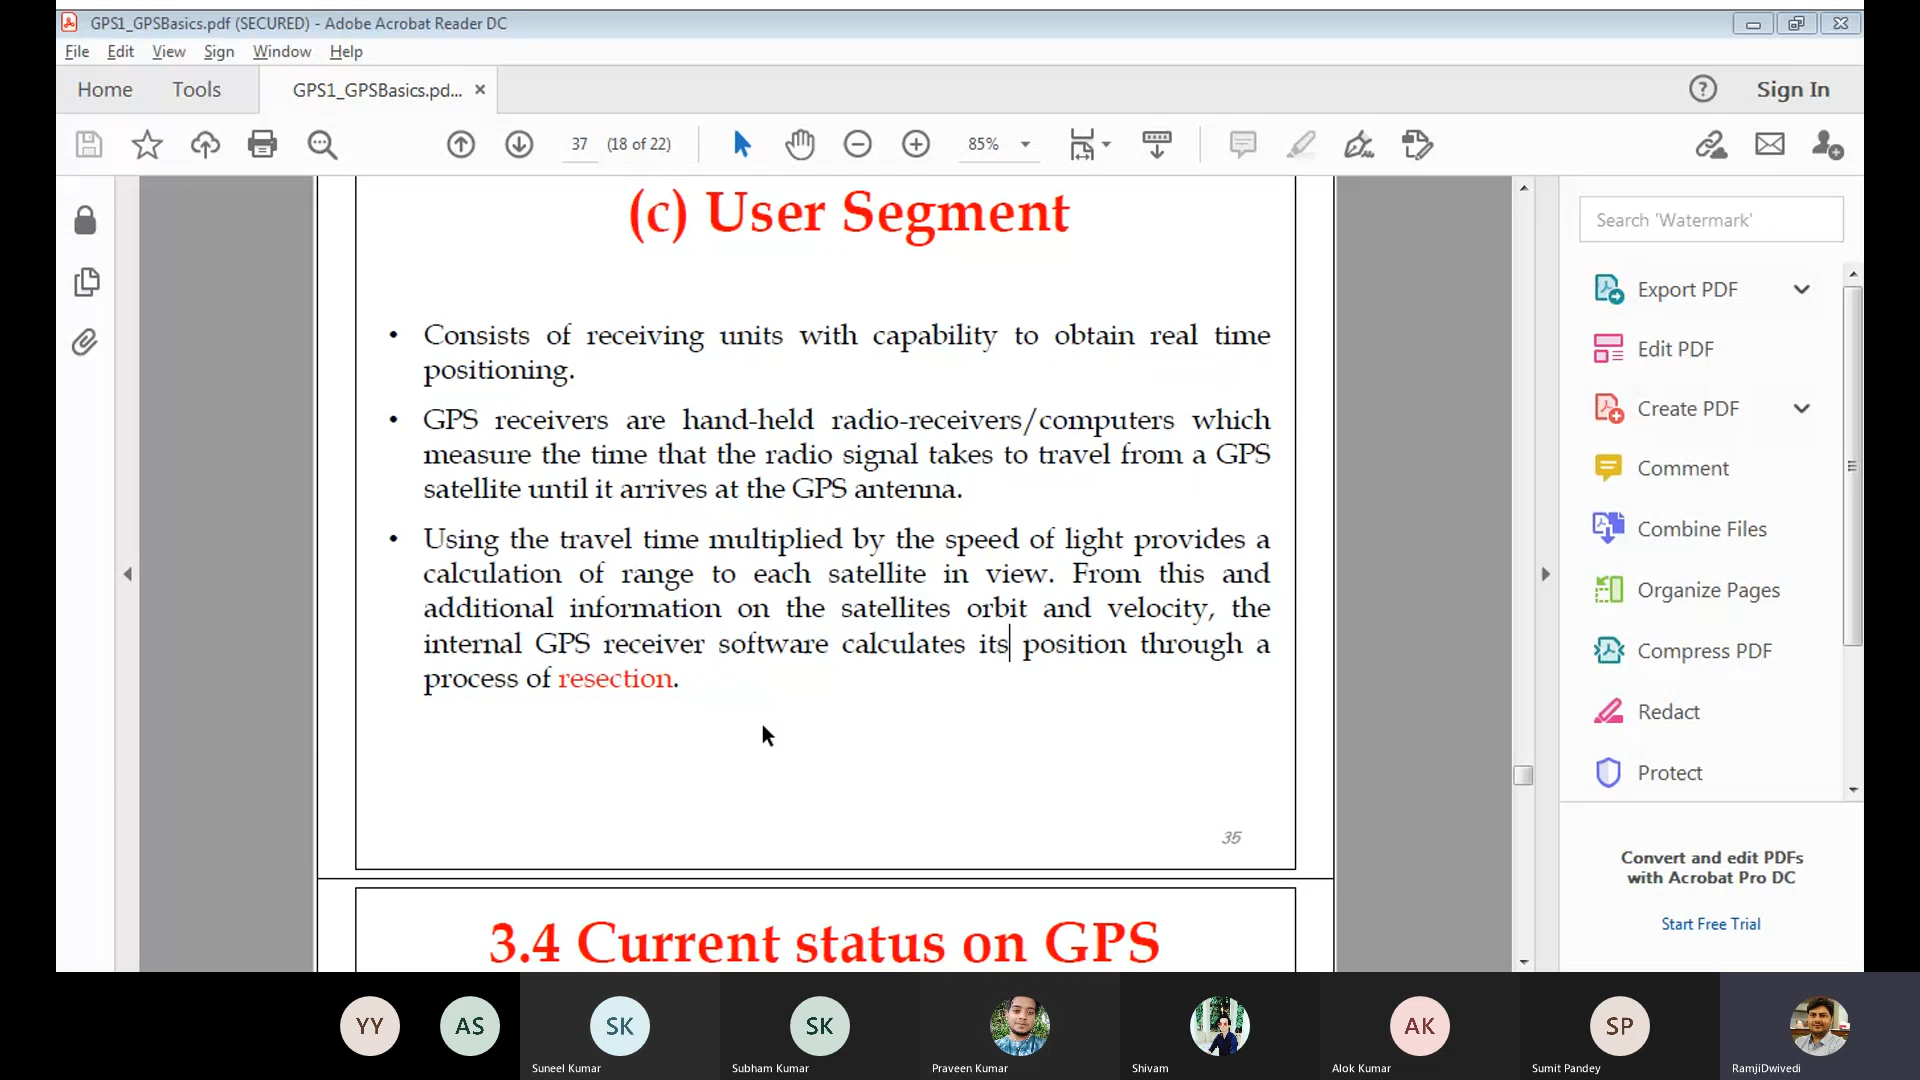 GPS1_GPSBasics.pdf (SECURED) - Adobe Acrobat Reader DC
File Edit View Sign Window Help
Home Tools GPS1_GPSBasics.pd... × Sign In
37 (18 of 22) 85%
(c) User Segment
• Consists of receiving units with capability to obtain real time
positioning.
• GPS receivers are hand-held radio-receivers/computers which
measure the time that the radio signal takes to travel from a GPS
satellite until it arrives at the GPS antenna.
• Using the travel time multiplied by the speed of light provides a
calculation of range to each satellite in view. From this and
additional information on the satellites orbit and velocity, the
internal GPS receiver software calculates its position through a
process of resection.
35
3.4 Current status on GPS
Search 'Watermark'
Export PDF
Edit PDF
Create PDF
Comment
Combine Files
Organize Pages
Compress PDF
Redact
Protect
Convert and edit PDFs
with Acrobat Pro DC
Start Free Trial
YY AS SK SK AK SP
Suneel Kumar Subham Kumar Praveen Kumar Shivam Alok Kumar Sumit Pandey RamjiDwivedi